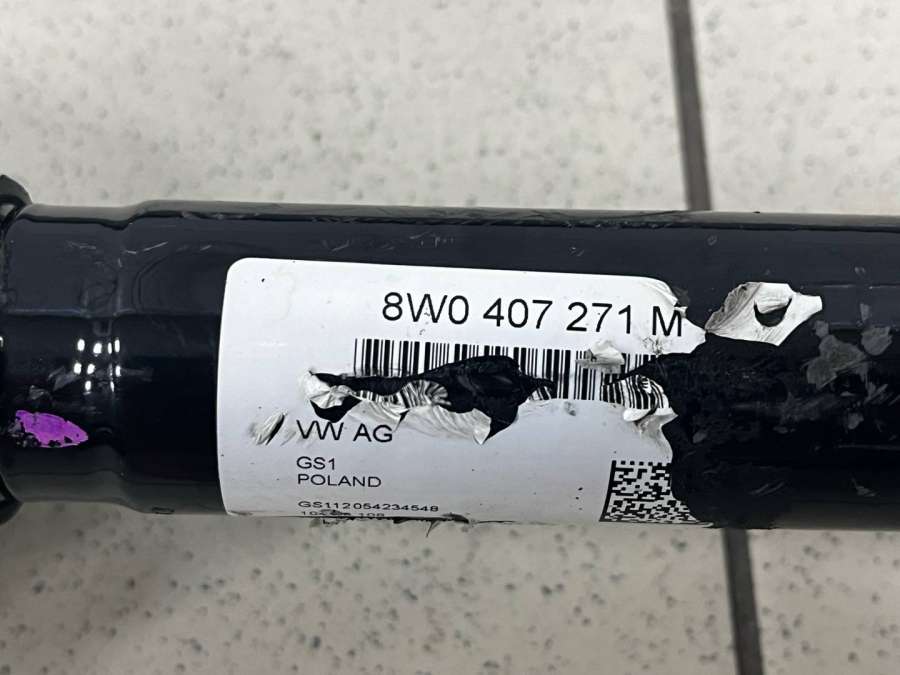 8W0 407 271 M
VW AG
GS1
POLAND
GS112054234548